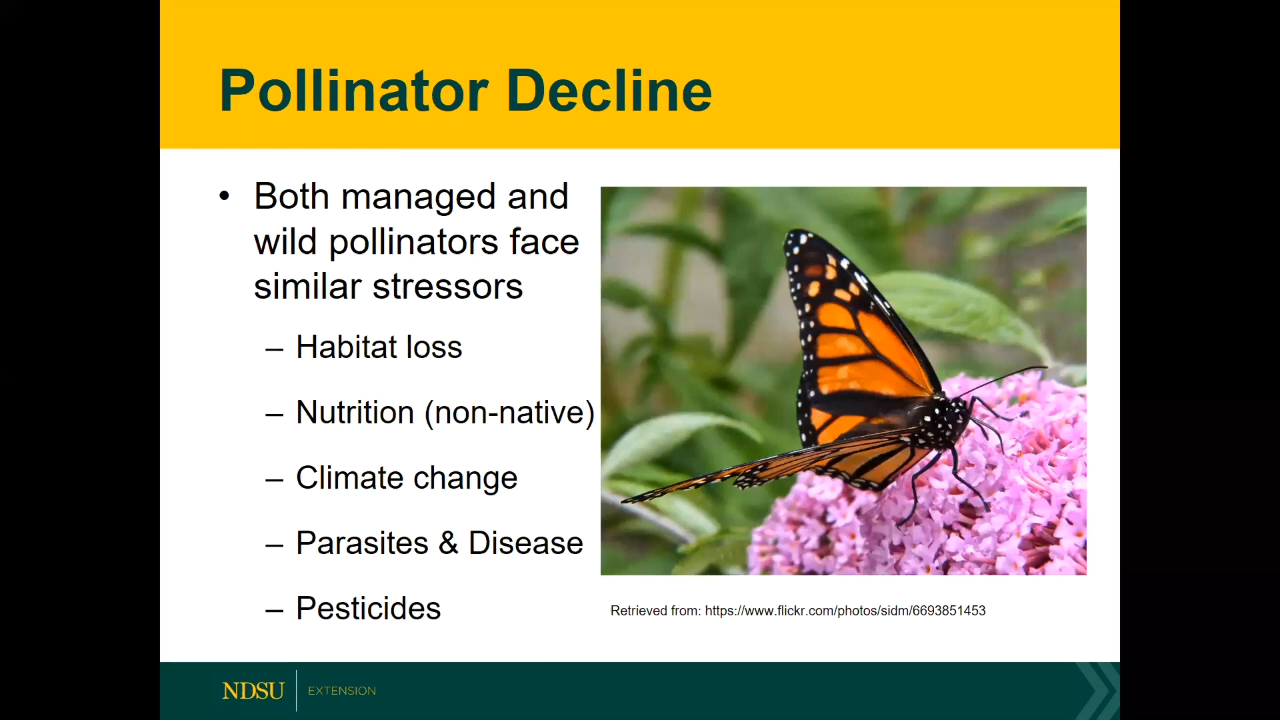 Pollinator Decline
• Both managed and
wild pollinators face
similar stressors
– Habitat loss
– Nutrition (non-native)
– Climate change
– Parasites & Disease
– Pesticides
Retrieved from: https://www.flickr.com/photos/sidm/6693851453
NDSU EXTENSION